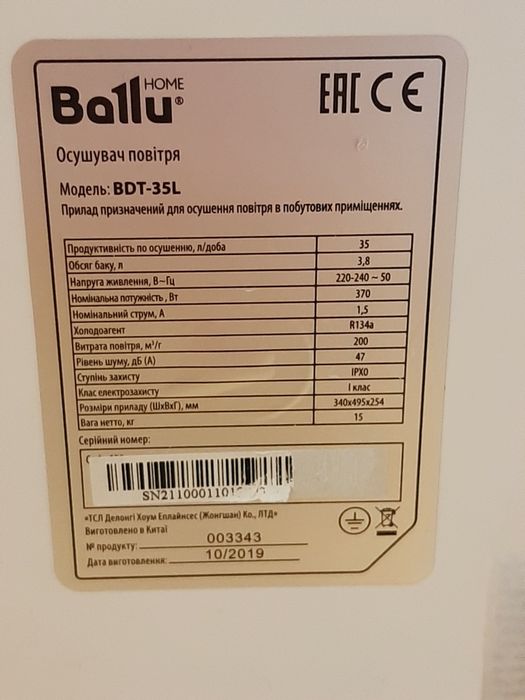 Ballu® HOME
EAC CE
Осушувач повітря
Модель: BDT-35L
Прилад призначений для осушення повітря в побутових приміщеннях.
Продуктивність по осушенню, л/доба 35
Обсяг баку, л 3,8
Напруга живлення, В~Гц 220-240 ~ 50
Номінальна потужність, Вт 370
Номінальний струм, А 1,5
Холодоагент R134a
Витрата повітря, м³/г 200
Рівень шуму, дБ (А) 47
Ступінь захисту IPX0
Клас електрозахисту I клас
Розміри приладу (ШхВхГ), мм 340x495x254
Вага нетто, кг 15
Серійний номер:
«ТСЛ Делонгі Хоум Епплайнсес (Жонгшан) Ко., ЛТД»
Виготовлено в Китаї
№ продукту: 003343
Дата виготовлення: 10/2019